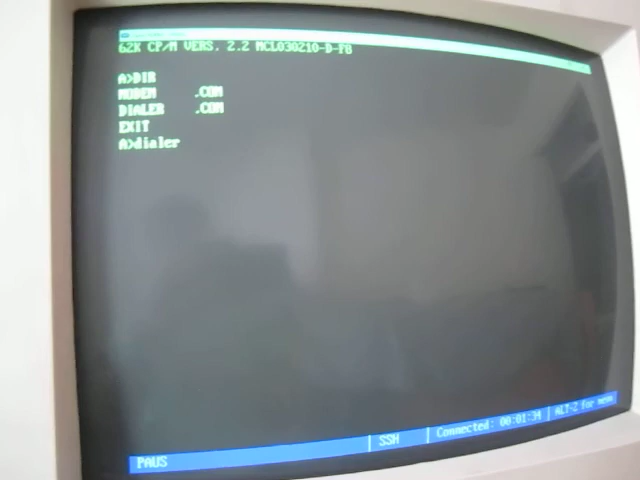 62K CP/M VERS. 2.2 MCL030210-D-F8
A>DIR
MODEM .COM
DIALER .COM
EXIT
A>dialer
PAUS SSH Connected: 00:01:34 ALT-Z for menu